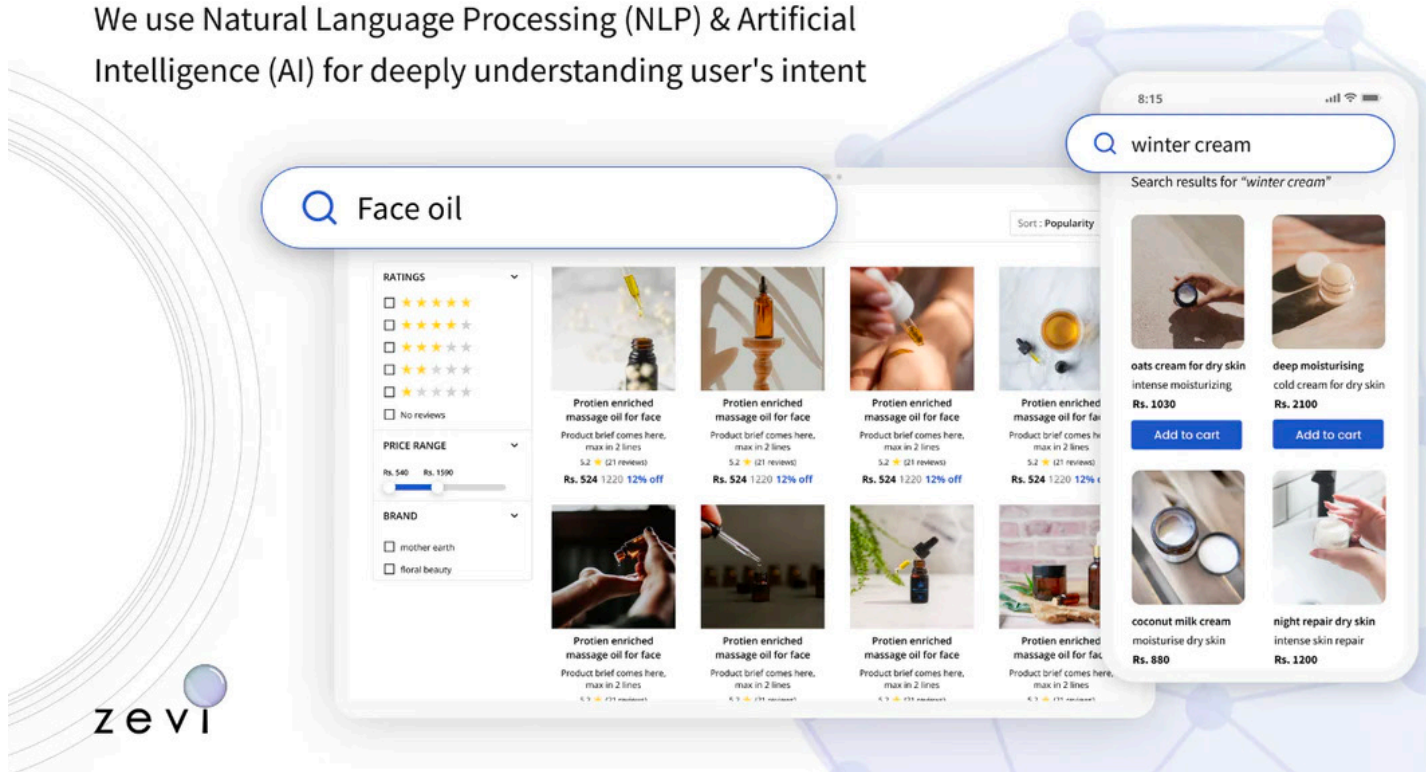 We use Natural Language Processing (NLP) & Artificial
Intelligence (AI) for deeply understanding user's intent
Face oil
Sort : Popularity
RATINGS
No reviews
PRICE RANGE
Rs. 540 Rs. 1590
BRAND
mother earth
floral beauty
Protien enriched
massage oil for face
Product brief comes here,
max in 2 lines
5.2 (21 reviews)
Rs. 524 1220 12% off
Protien enriched
massage oil for face
Product brief comes here,
max in 2 lines
5.2 (21 reviews)
Rs. 524 1220 12% off
Protien enriched
massage oil for face
Product brief comes here,
max in 2 lines
5.2 (21 reviews)
Rs. 524 1220 12% off
Protien enriched
massage oil for
Product brief comes
max in 2 lines
5.2 (21 reviews)
Rs. 524 1220 12%
Protien enriched
massage oil for face
Product brief comes here,
max in 2 lines
Protien enriched
massage oil for face
Product brief comes here,
max in 2 lines
Protien enriched
massage oil for face
Product brief comes here,
max in 2 lines
Protien enriched
massage oil for
Product brief comes here,
max in 2 lines
8:15
winter cream
Search results for "winter cream"
oats cream for dry skin
intense moisturizing
Rs. 1030
Add to cart
deep moisturising
cold cream for dry skin
Rs. 2100
Add to cart
coconut milk cream
moisturise dry skin
Rs. 880
night repair dry skin
intense skin repair
Rs. 1200
zevi